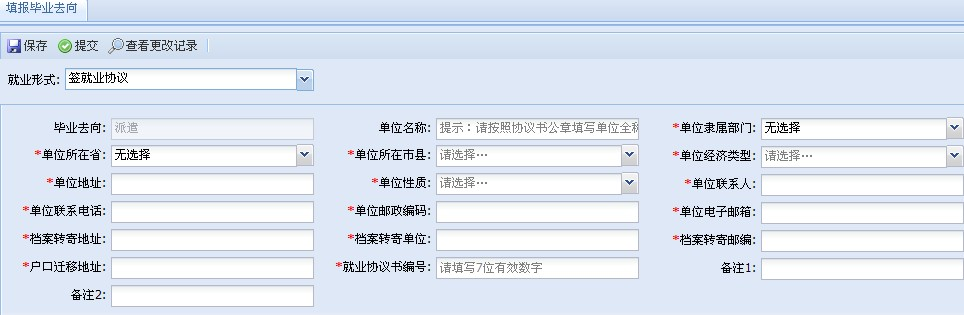 填报毕业去向
保存 提交 查看更改记录
就业形式: 签就业协议
毕业去向: 派遣 单位名称: 提示：请按照协议书公章填写单位全称 *单位隶属部门: 无选择
*单位所在省: 无选择 *单位所在市县: 请选择… *单位经济类型: 请选择…
*单位地址: *单位性质: 请选择… *单位联系人:
*单位联系电话: *单位邮政编码: *单位电子邮箱:
*档案转寄地址: *档案转寄单位: *档案转寄邮编:
*户口迁移地址: *就业协议书编号: 请填写7位有效数字 备注1:
备注2: